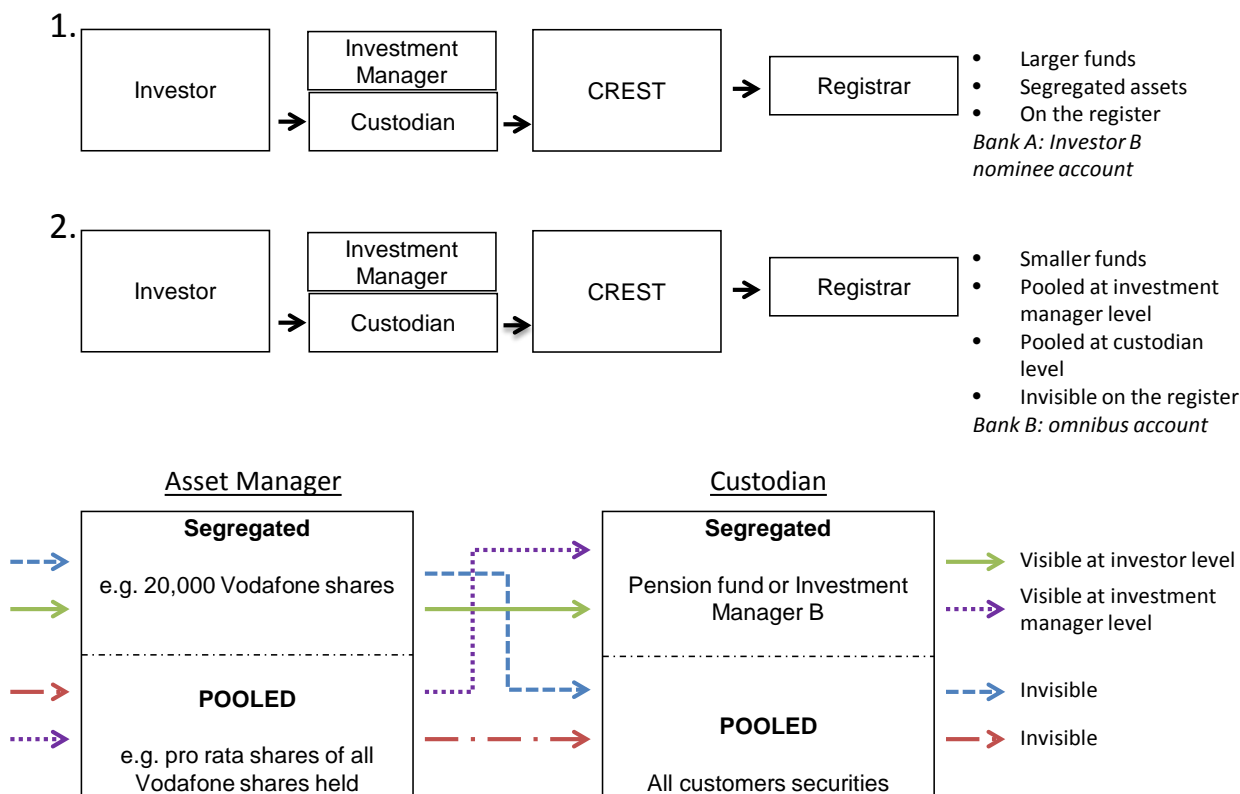 1.
Investor
Investment
Manager
Custodian
CREST
Registrar
• Larger funds
• Segregated assets
• On the register
Bank A: Investor B
nominee account
2.
Investor
Investment
Manager
Custodian
CREST
Registrar
• Smaller funds
• Pooled at investment
manager level
• Pooled at custodian
level
• Invisible on the register
Bank B: omnibus account
Asset Manager
Segregated
e.g. 20,000 Vodafone shares
POOLED
e.g. pro rata shares of all
Vodafone shares held
Custodian
Segregated
Pension fund or Investment
Manager B
POOLED
All customers securities
Visible at investor level
Visible at investment
manager level
Invisible
Invisible